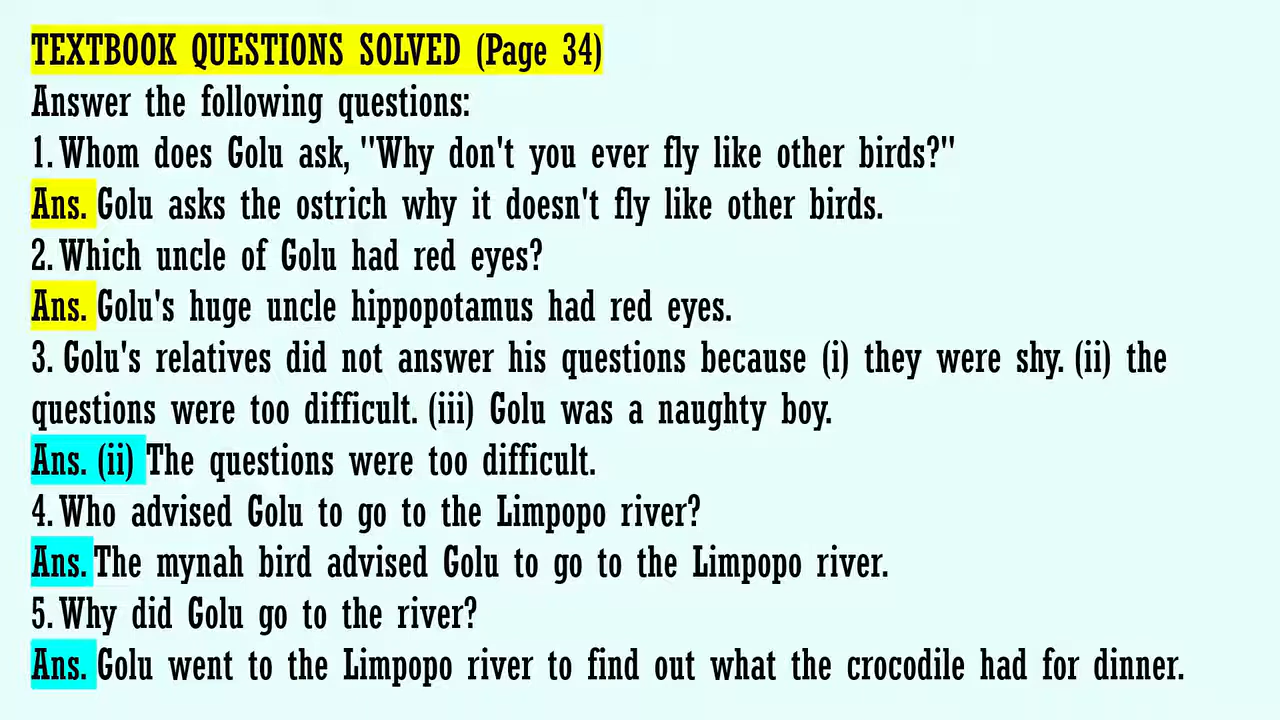 TEXTBOOK QUESTIONS SOLVED (Page 34)
Answer the following questions:
1. Whom does Golu ask, "Why don't you ever fly like other birds?"
Ans. Golu asks the ostrich why it doesn't fly like other birds.
2. Which uncle of Golu had red eyes?
Ans. Golu's huge uncle hippopotamus had red eyes.
3. Golu's relatives did not answer his questions because (i) they were shy. (ii) the
questions were too difficult. (iii) Golu was a naughty boy.
Ans. (ii) The questions were too difficult.
4. Who advised Golu to go to the Limpopo river?
Ans. The mynah bird advised Golu to go to the Limpopo river.
5. Why did Golu go to the river?
Ans. Golu went to the Limpopo river to find out what the crocodile had for dinner.